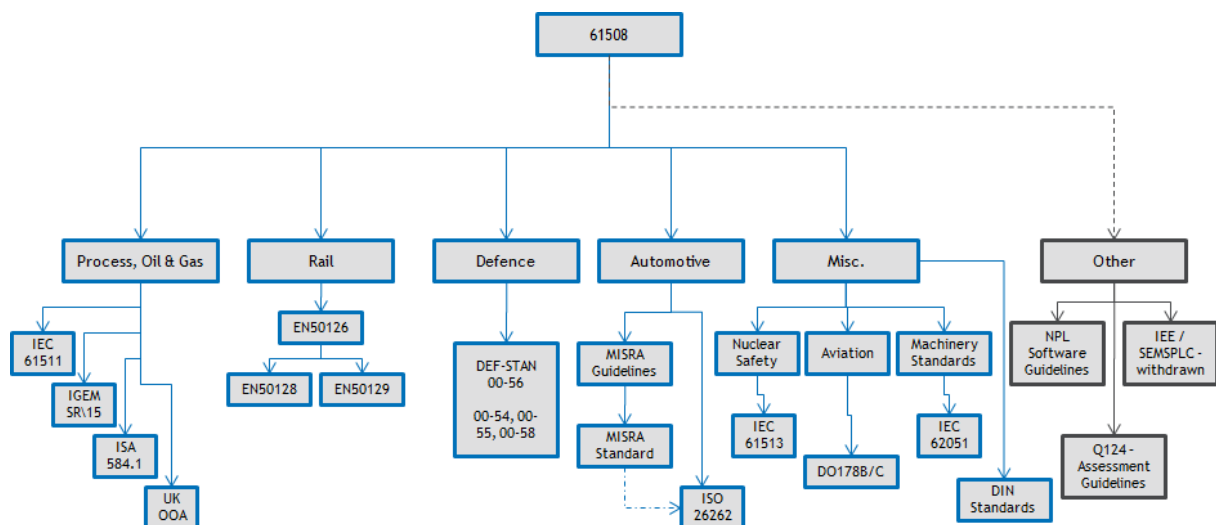 61508
Process, Oil & Gas
Rail
Defence
Automotive
Misc.
Other
IEC
61511
IGEM
SR\15
ISA
584.1
UK
OOA
EN50126
EN50128
EN50129
DEF-STAN
00-56
00-54, 00-
55, 00-58
MISRA
Guidelines
MISRA
Standard
ISO
26262
Nuclear
Safety
Aviation
Machinery
Standards
IEC
61513
DO178B/C
IEC
62051
DIN
Standards
NPL
Software
Guidelines
IEE /
SEMSPLC -
withdrawn
Q124 -
Assessment
Guidelines